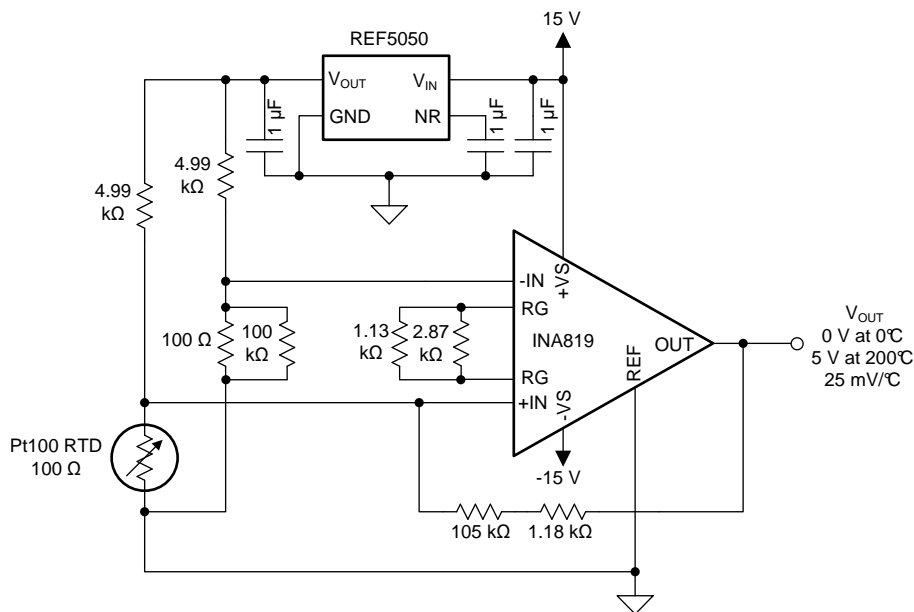 15 V
REF5050
VOUT
VIN
GND
NR
1 µF
1 µF
1 µF
4.99
kΩ
4.99
kΩ
-IN
+VS
RG
100 Ω
100
kΩ
1.13
kΩ
2.87
kΩ
INA819
OUT
REF
RG
+IN
-VS
-15 V
VOUT
0 V at 0°C
5 V at 200°C
25 mV/°C
Pt100 RTD
100 Ω
105 kΩ
1.18 kΩ